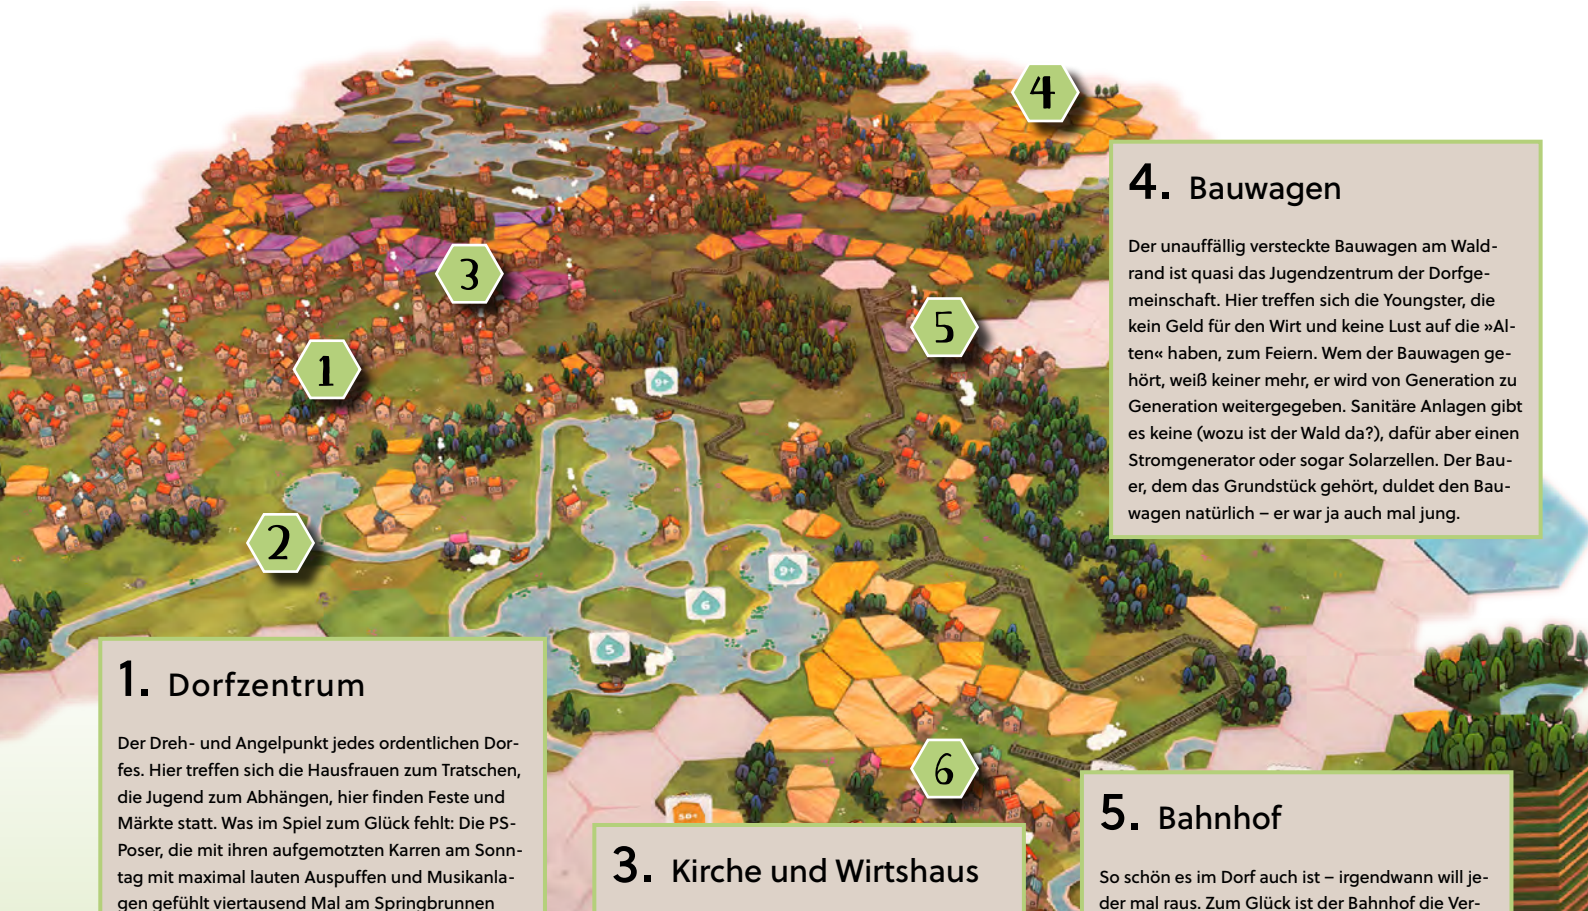 4
3
5
1
2
9+
9+
6
5
6
50+
4. Bauwagen
Der unauffällig versteckte Bauwagen am Wald-
rand ist quasi das Jugendzentrum der Dorfge-
meinschaft. Hier treffen sich die Youngster, die
kein Geld für den Wirt und keine Lust auf die »Al-
ten« haben, zum Feiern. Wem der Bauwagen ge-
hört, weiß keiner mehr, er wird von Generation zu
Generation weitergegeben. Sanitäre Anlagen gibt
es keine (wozu ist der Wald da?), dafür aber einen
Stromgenerator oder sogar Solarzellen. Der Bau-
er, dem das Grundstück gehört, duldet den Bau-
wagen natürlich – er war ja auch mal jung.
1. Dorfzentrum
Der Dreh- und Angelpunkt jedes ordentlichen Dor-
fes. Hier treffen sich die Hausfrauen zum Tratschen,
die Jugend zum Abhängen, hier finden Feste und
Märkte statt. Was im Spiel zum Glück fehlt: Die PS-
Poser, die mit ihren aufgemotzten Karren am Sonn-
tag mit maximal lauten Auspuffen und Musikanla-
gen gefühlt viertausend Mal am Springbrunnen
3. Kirche und Wirtshaus
5. Bahnhof
So schön es im Dorf auch ist – irgendwann will je-
der mal raus. Zum Glück ist der Bahnhof die Ver-